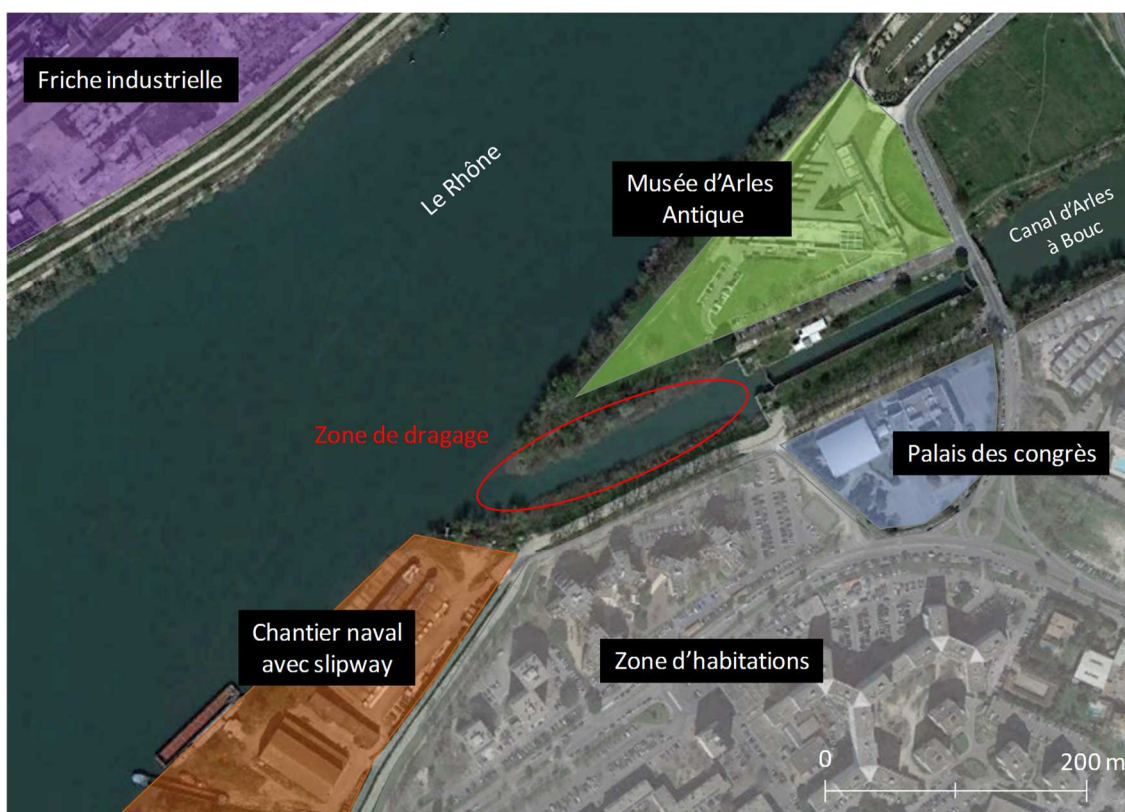 Friche industrielle
Le Rhône
Musée d'Arles
Antique
Canal d'Arles
à Bouc
Zone de dragage
Palais des congrès
Chantier naval
avec slipway
Zone d'habitations
0
200 m